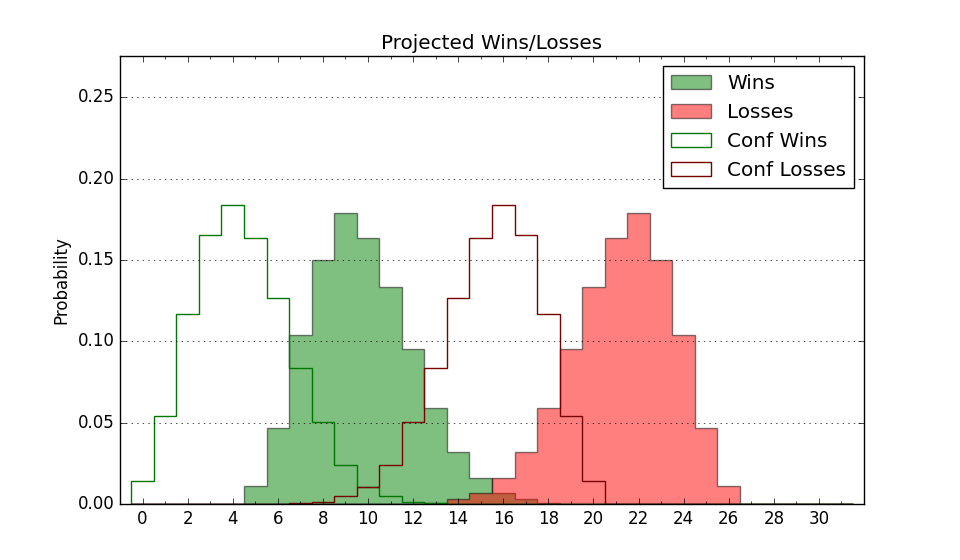 Projected Wins/Losses
Wins
Losses
Conf Wins
Conf Losses
Probability
0.25
0.20
0.15
0.10
0.05
0.00
0 2 4 6 8 10 12 14 16 18 20 22 24 26 28 30